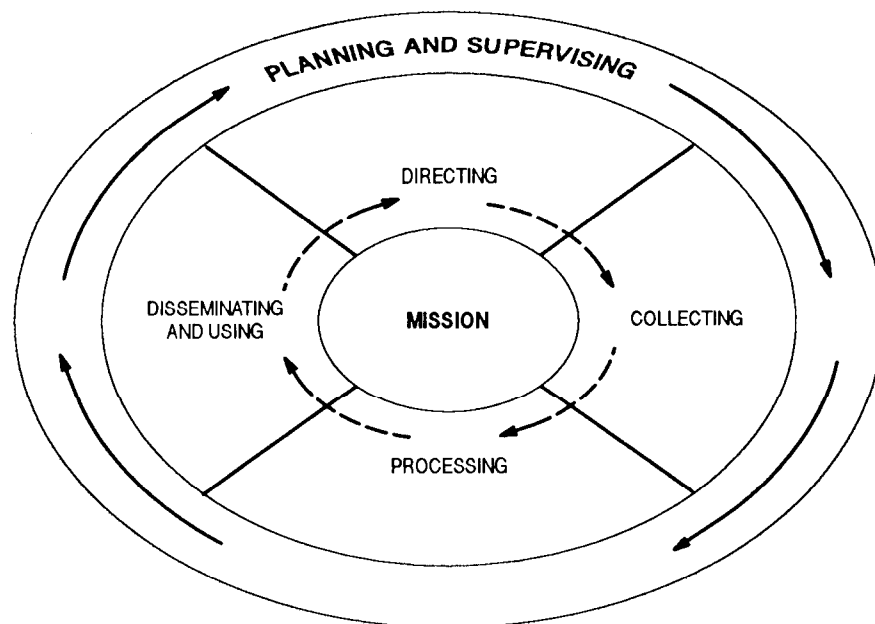 PLANNING AND SUPERVISING
DIRECTING
DISSEMINATING
AND USING
MISSION
COLLECTING
PROCESSING